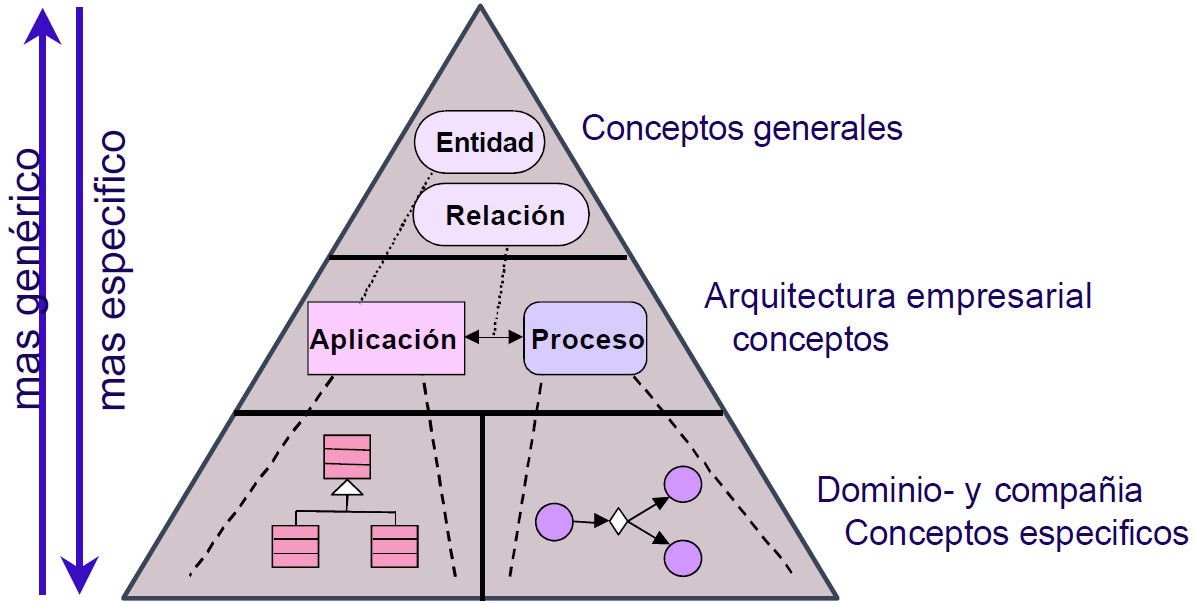 mas genérico
mas especifico
Entidad
Relación
Conceptos generales
Aplicación
Proceso
Arquitectura empresarial
conceptos
Dominio- y compañia
Conceptos especificos